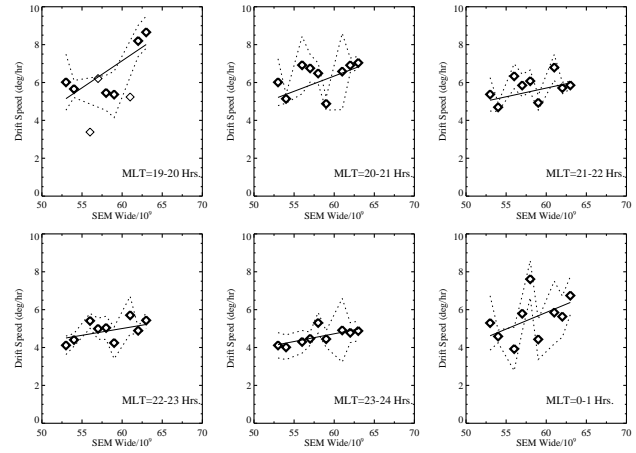 10
8
6
4
2
0
Drift Speed (deg/hr)
MLT=19-20 Hrs.
50 55 60 65 70
SEM Wide/10⁹
10
8
6
4
2
0
Drift Speed (deg/hr)
MLT=20-21 Hrs.
50 55 60 65 70
SEM Wide/10⁹
10
8
6
4
2
0
Drift Speed (deg/hr)
MLT=21-22 Hrs.
50 55 60 65 70
SEM Wide/10⁹
10
8
6
4
2
0
Drift Speed (deg/hr)
MLT=22-23 Hrs.
50 55 60 65 70
SEM Wide/10⁹
10
8
6
4
2
0
Drift Speed (deg/hr)
MLT=23-24 Hrs.
50 55 60 65 70
SEM Wide/10⁹
10
8
6
4
2
0
Drift Speed (deg/hr)
MLT=0-1 Hrs.
50 55 60 65 70
SEM Wide/10⁹